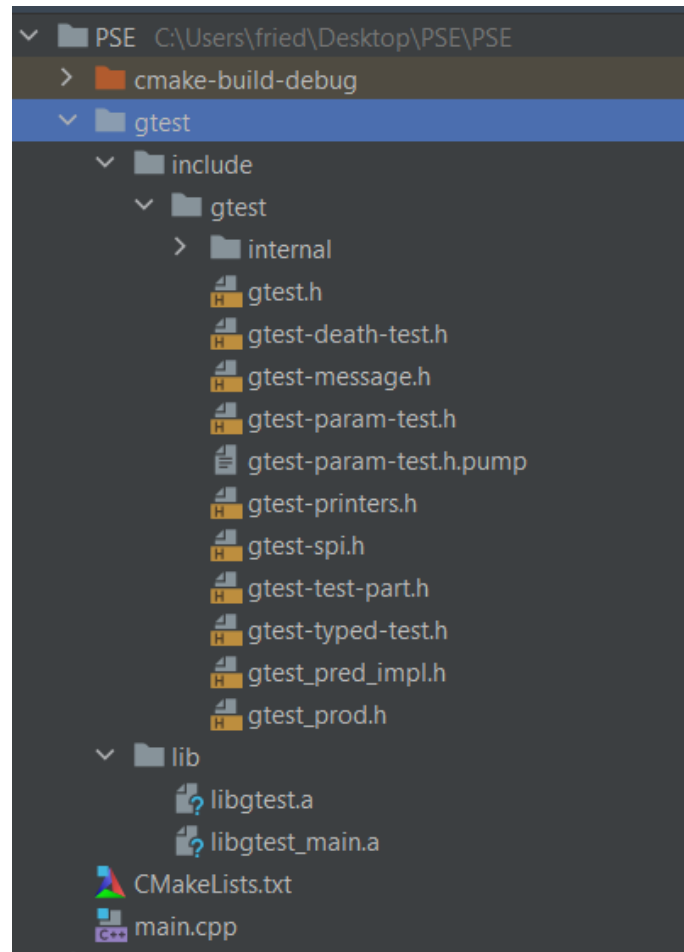 PSE C:\Users\fried\Desktop\PSE\PSE
cmake-build-debug
gtest
include
gtest
internal
gtest.h
gtest-death-test.h
gtest-message.h
gtest-param-test.h
gtest-param-test.h.pump
gtest-printers.h
gtest-spi.h
gtest-test-part.h
gtest-typed-test.h
gtest_pred_impl.h
gtest_prod.h
lib
libgtest.a
libgtest_main.a
CMakeLists.txt
main.cpp